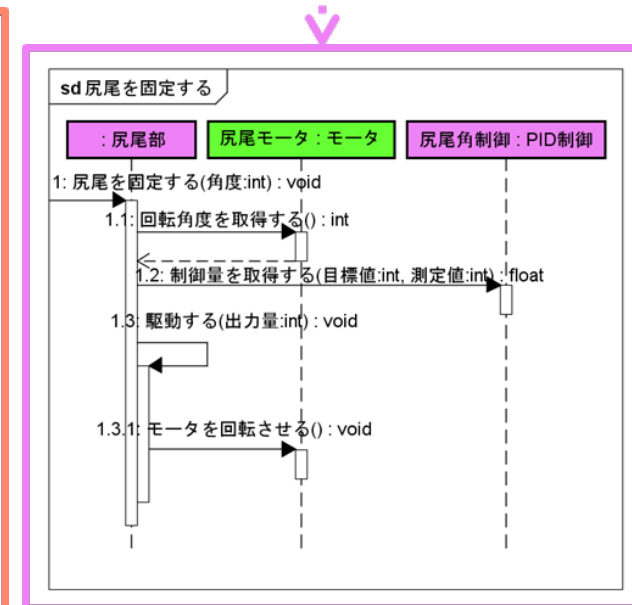 sd 尻尾を固定する
: 尻尾部
尻尾モータ : モータ
尻尾角制御 : PID制御
1: 尻尾を固定する(角度:int) : void
1.1: 回転角度を取得する() : int
1.2: 制御量を取得する(目標値:int, 測定値:int) : float
1.3: 駆動する(出力量:int) : void
1.3.1: モータを回転させる() : void